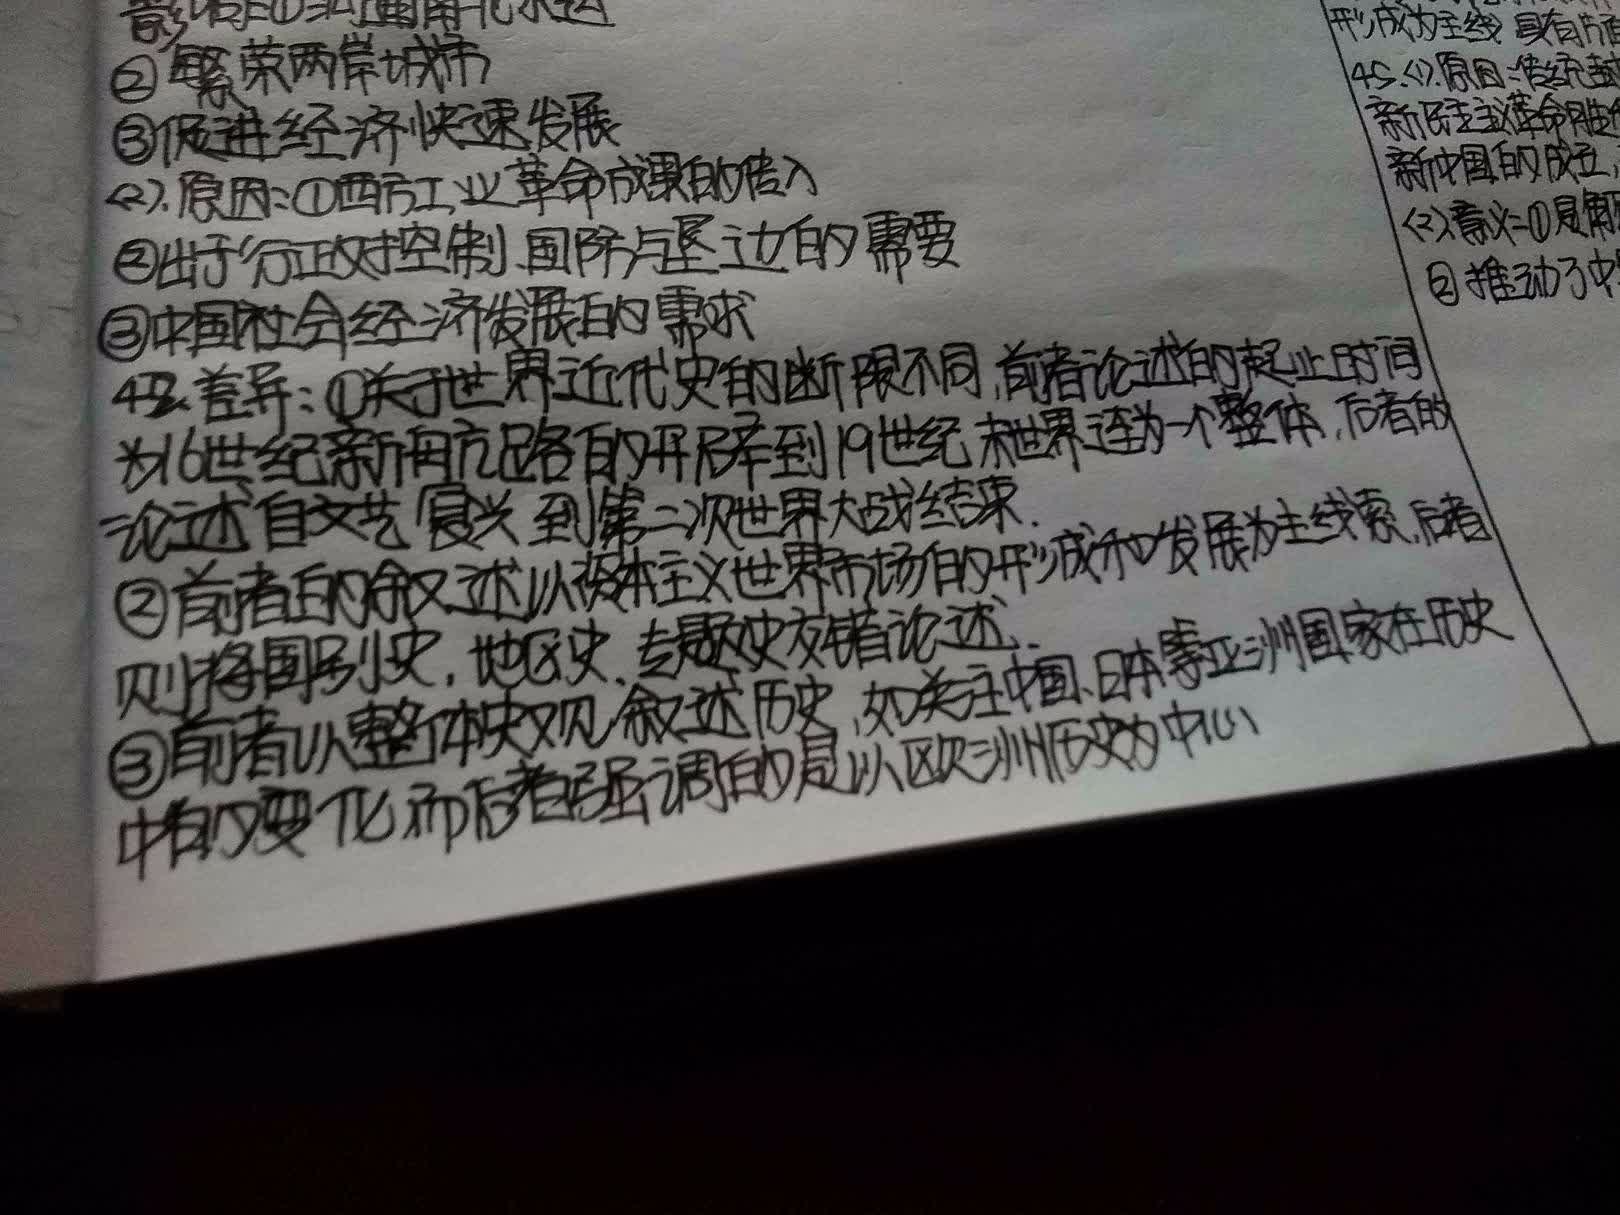 ②繁荣两岸城市
③促进经济快速发展
(2).原因:①西方工业革命成果的传入
②出于行政对控制、国防与垦边的需要
③中国社会经济发展的需求
42.差异:①关于世界近代史的断限不同,前者论述的起止时间
为16世纪新航路的开辟到19世纪末世界连为一个整体,后者的
论述自文艺复兴到第二次世界大战结束.
②前者的叙述以资本主义世界市场的形成和发展为主线索,后者
则将国别史,地区史、专题史交错论述.
③前者以整体史观叙述历史,如关注中国、日本等亚洲国家在历史
中的变化,而后者强调的是以欧洲历史为中心
形成为主线,具有
45.(1).原因:传统
新民主主义革命胜
新中国的成立,
(2)意义:①是
②推动了中